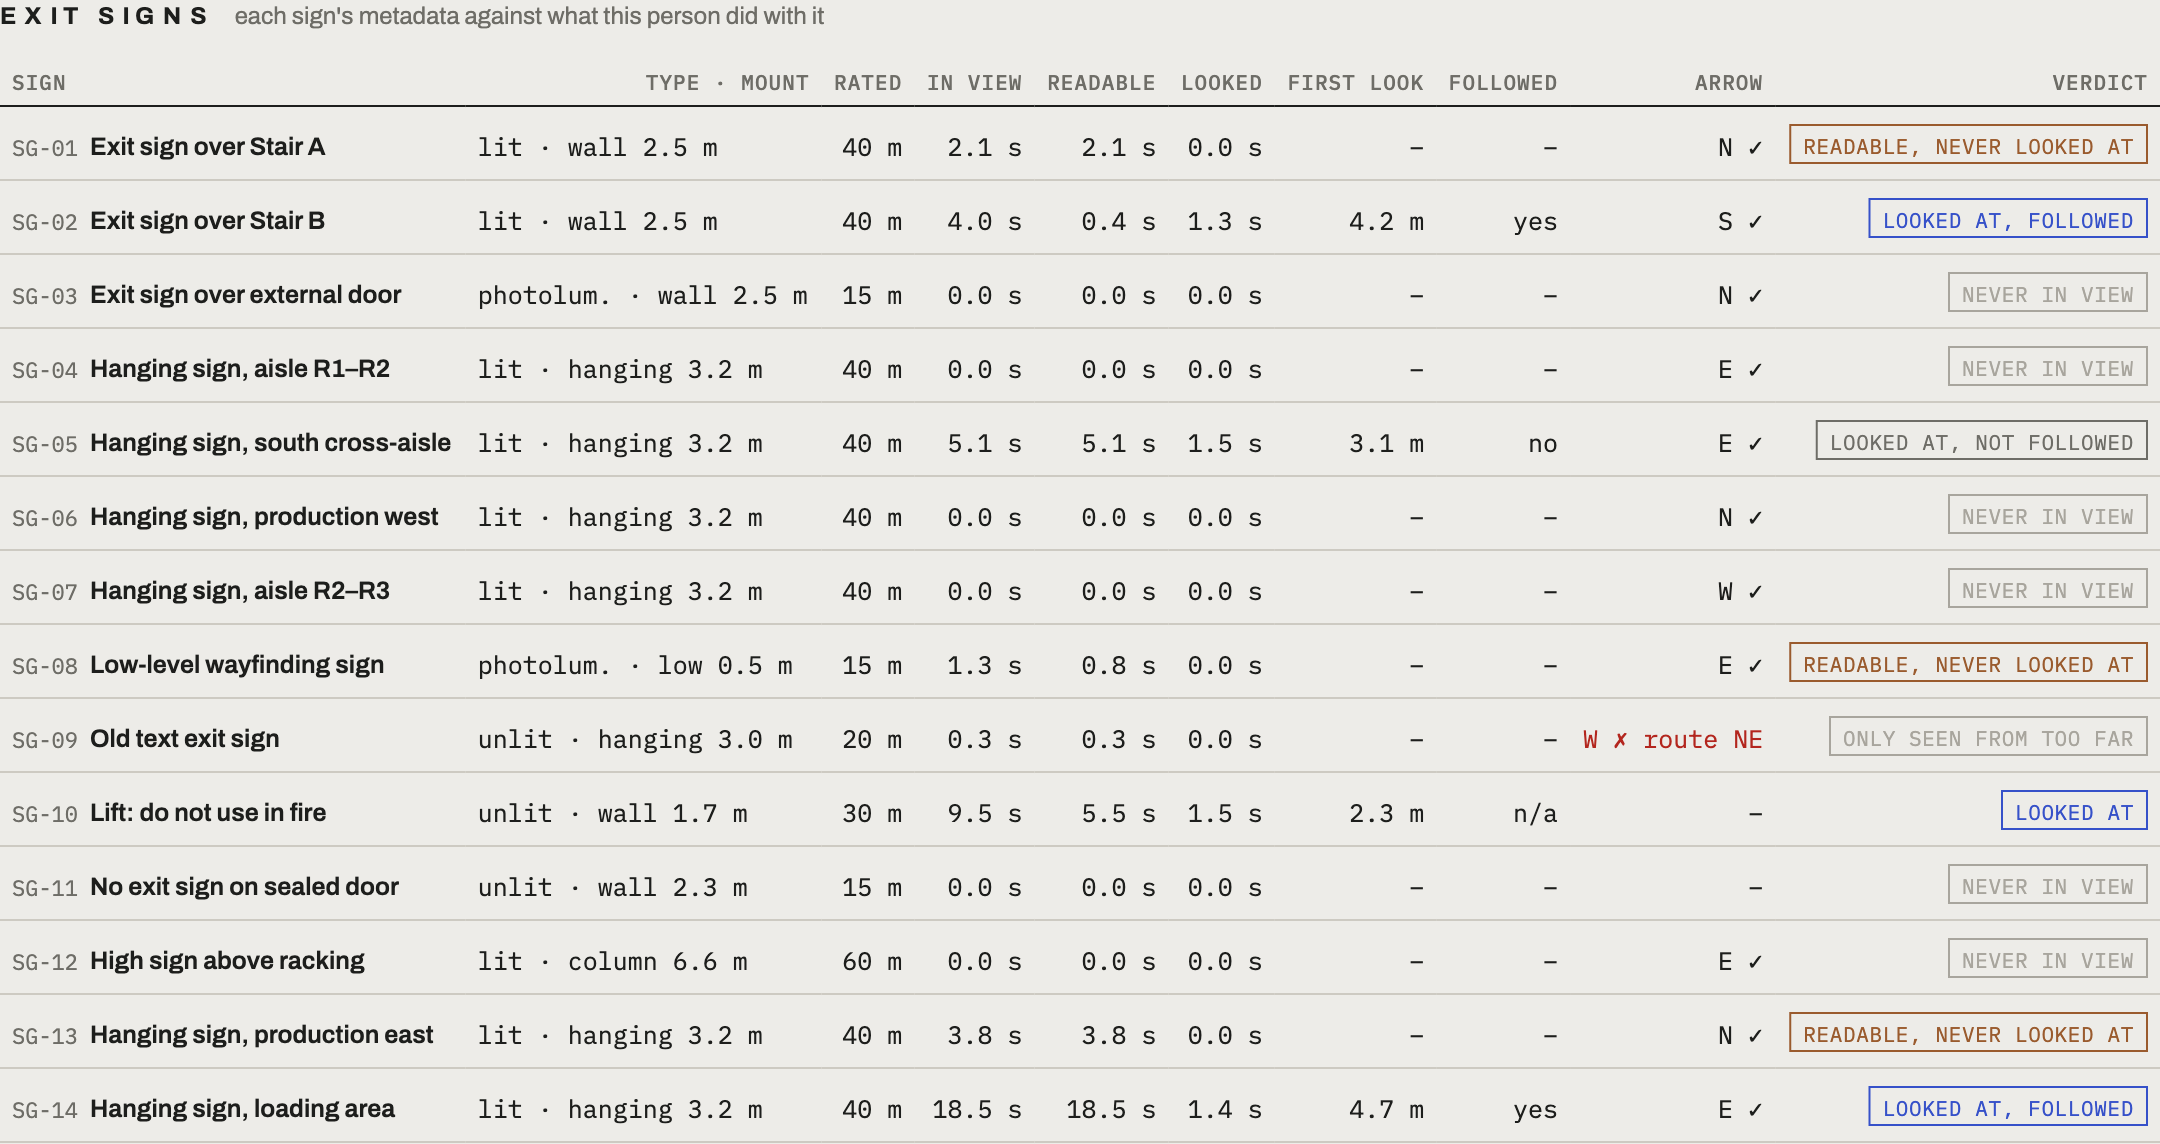 EXIT SIGNS each sign's metadata against what this person did with it
SIGN TYPE · MOUNT RATED IN VIEW READABLE LOOKED FIRST LOOK FOLLOWED ARROW VERDICT
SG-01 Exit sign over Stair A lit · wall 2.5 m 40 m 2.1 s 2.1 s 0.0 s – – N ✓ READABLE, NEVER LOOKED AT
SG-02 Exit sign over Stair B lit · wall 2.5 m 40 m 4.0 s 0.4 s 1.3 s 4.2 m yes S ✓ LOOKED AT, FOLLOWED
SG-03 Exit sign over external door photolum. · wall 2.5 m 15 m 0.0 s 0.0 s 0.0 s – – N ✓ NEVER IN VIEW
SG-04 Hanging sign, aisle R1–R2 lit · hanging 3.2 m 40 m 0.0 s 0.0 s 0.0 s – – E ✓ NEVER IN VIEW
SG-05 Hanging sign, south cross-aisle lit · hanging 3.2 m 40 m 5.1 s 5.1 s 1.5 s 3.1 m no E ✓ LOOKED AT, NOT FOLLOWED
SG-06 Hanging sign, production west lit · hanging 3.2 m 40 m 0.0 s 0.0 s 0.0 s – – N ✓ NEVER IN VIEW
SG-07 Hanging sign, aisle R2–R3 lit · hanging 3.2 m 40 m 0.0 s 0.0 s 0.0 s – – W ✓ NEVER IN VIEW
SG-08 Low-level wayfinding sign photolum. · low 0.5 m 15 m 1.3 s 0.8 s 0.0 s – – E ✓ READABLE, NEVER LOOKED AT
SG-09 Old text exit sign unlit · hanging 3.0 m 20 m 0.3 s 0.3 s 0.0 s – – W ✗ route NE ONLY SEEN FROM TOO FAR
SG-10 Lift: do not use in fire unlit · wall 1.7 m 30 m 9.5 s 5.5 s 1.5 s 2.3 m n/a – LOOKED AT
SG-11 No exit sign on sealed door unlit · wall 2.3 m 15 m 0.0 s 0.0 s 0.0 s – – – NEVER IN VIEW
SG-12 High sign above racking lit · column 6.6 m 60 m 0.0 s 0.0 s 0.0 s – – E ✓ NEVER IN VIEW
SG-13 Hanging sign, production east lit · hanging 3.2 m 40 m 3.8 s 3.8 s 0.0 s – – N ✓ READABLE, NEVER LOOKED AT
SG-14 Hanging sign, loading area lit · hanging 3.2 m 40 m 18.5 s 18.5 s 1.4 s 4.7 m yes E ✓ LOOKED AT, FOLLOWED